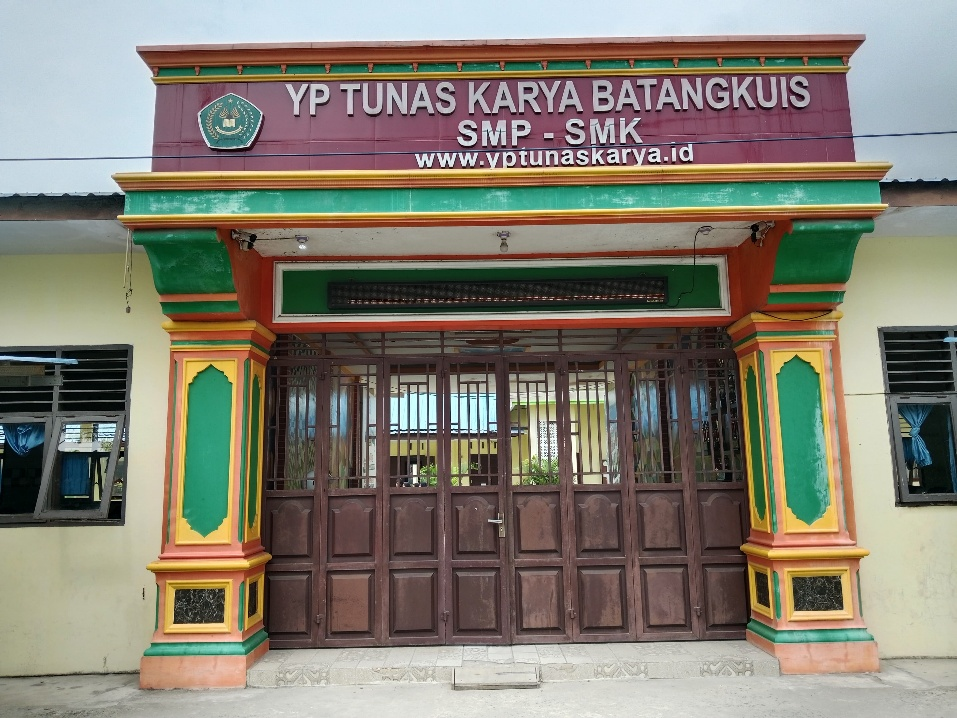 YP TUNAS KARYA BATANGKUIS
SMP - SMK
www.yptunaskarya.id